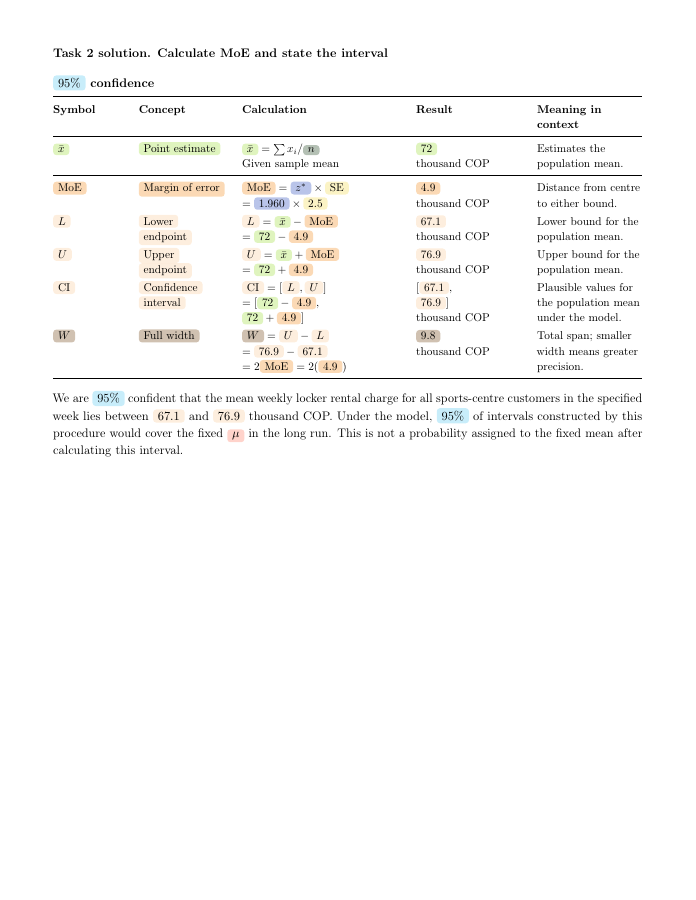 Task 2 solution. Calculate MoE and state the interval
95% confidence
Symbol Concept Calculation Result Meaning in
context
x̄ Point estimate x̄ = ∑ xᵢ/n 72 Estimates the
Given sample mean thousand COP population mean.
MoE Margin of error MoE = z* × SE 4.9 Distance from centre
= 1.960 × 2.5 thousand COP to either bound.
L Lower L = x̄ − MoE 67.1 Lower bound for the
endpoint = 72 − 4.9 thousand COP population mean.
U Upper U = x̄ + MoE 76.9 Upper bound for the
endpoint = 72 + 4.9 thousand COP population mean.
CI Confidence CI = [ L , U ] [ 67.1 , Plausible values for
interval = [ 72 − 4.9 , 76.9 ] the population mean
72 + 4.9 ] thousand COP under the model.
W Full width W = U − L 9.8 Total span; smaller
= 76.9 − 67.1 thousand COP width means greater
= 2 MoE = 2( 4.9 ) precision.
We are 95% confident that the mean weekly locker rental charge for all sports-centre customers in the specified
week lies between 67.1 and 76.9 thousand COP. Under the model, 95% of intervals constructed by this
procedure would cover the fixed μ in the long run. This is not a probability assigned to the fixed mean after
calculating this interval.